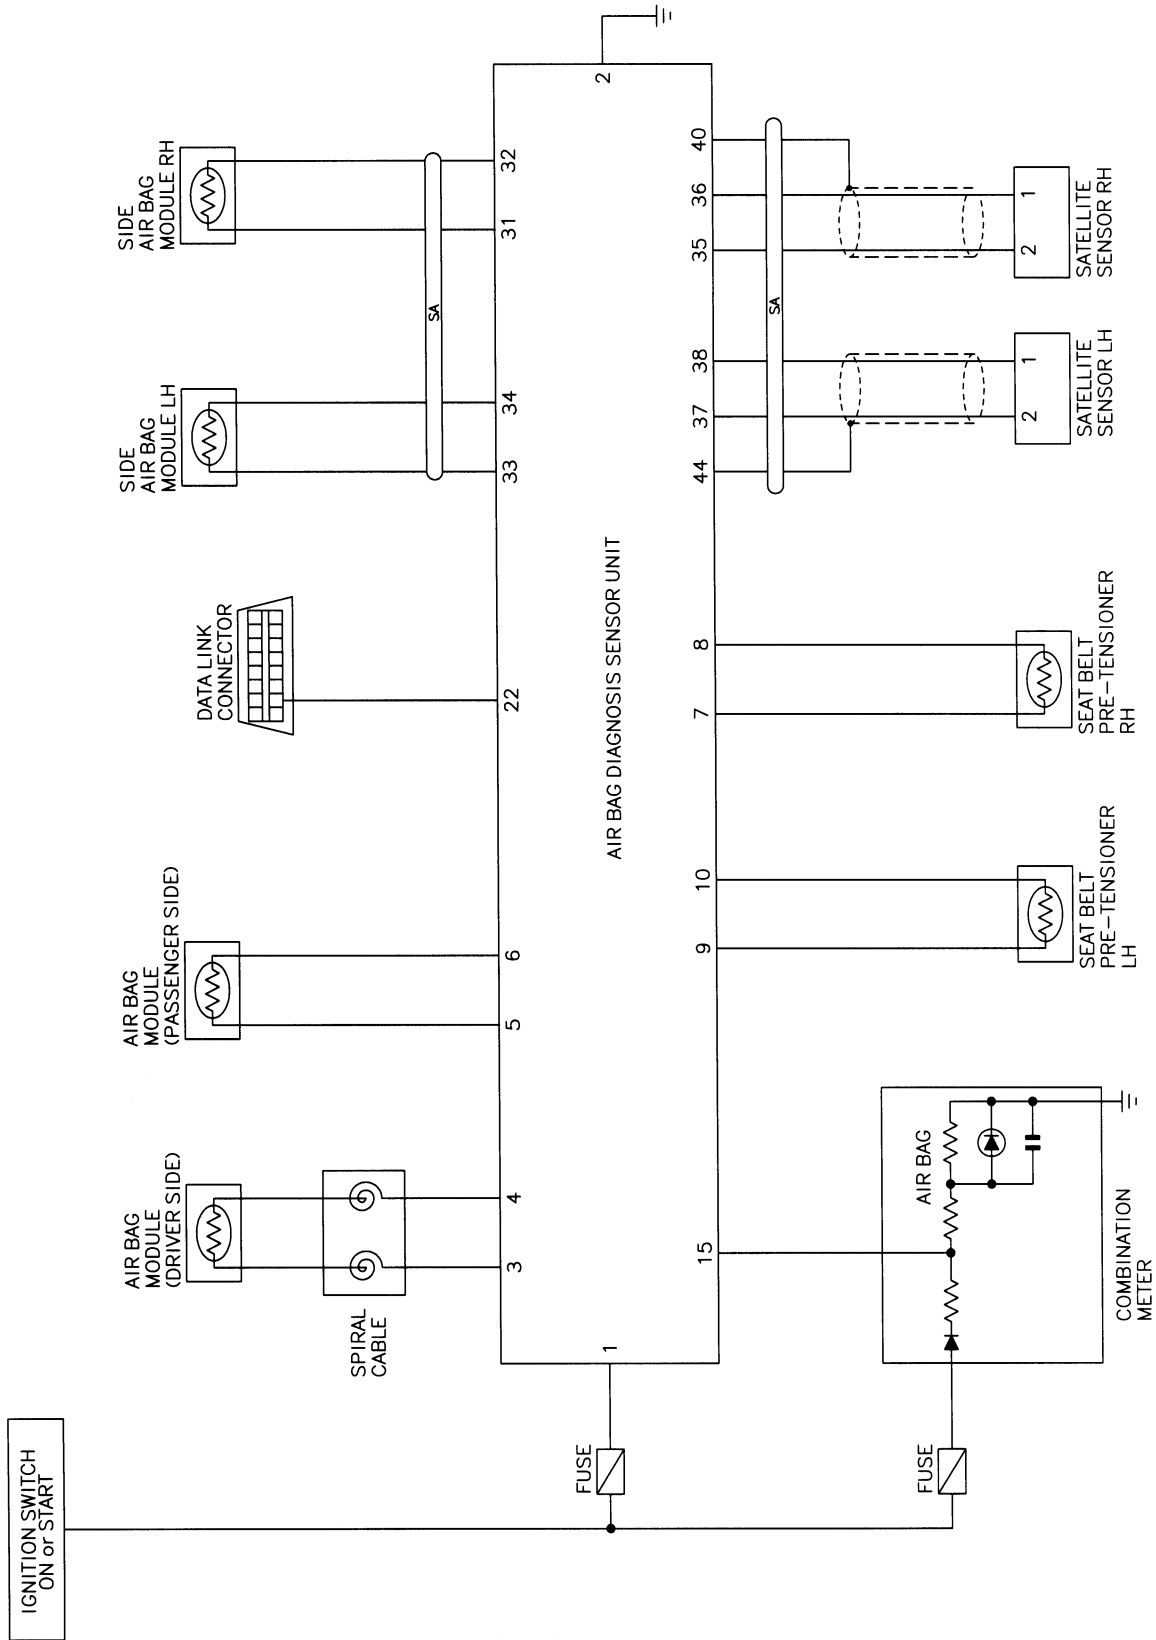 IGNITION SWITCH
ON or START
FUSE
FUSE
AIR BAG
MODULE
(DRIVER SIDE)
SPIRAL
CABLE
AIR BAG
MODULE
(PASSENGER SIDE)
DATA LINK
CONNECTOR
SIDE
AIR BAG
MODULE LH
SIDE
AIR BAG
MODULE RH
SA
1
3
4
5
6
22
33
34
31
32
2
AIR BAG DIAGNOSIS SENSOR UNIT
15
9
10
7
8
44
37
38
35
36
40
SA
AIR BAG
COMBINATION
METER
SEAT BELT
PRE-TENSIONER
LH
SEAT BELT
PRE-TENSIONER
RH
2
1
SATELLITE
SENSOR LH
2
1
SATELLITE
SENSOR RH